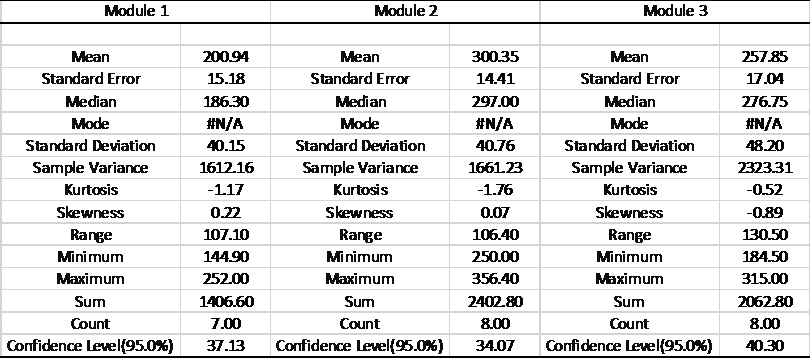 Module 1 Module 2 Module 3
Mean 200.94 Mean 300.35 Mean 257.85
Standard Error 15.18 Standard Error 14.41 Standard Error 17.04
Median 186.30 Median 297.00 Median 276.75
Mode #N/A Mode #N/A Mode #N/A
Standard Deviation 40.15 Standard Deviation 40.76 Standard Deviation 48.20
Sample Variance 1612.16 Sample Variance 1661.23 Sample Variance 2323.31
Kurtosis -1.17 Kurtosis -1.76 Kurtosis -0.52
Skewness 0.22 Skewness 0.07 Skewness -0.89
Range 107.10 Range 106.40 Range 130.50
Minimum 144.90 Minimum 250.00 Minimum 184.50
Maximum 252.00 Maximum 356.40 Maximum 315.00
Sum 1406.60 Sum 2402.80 Sum 2062.80
Count 7.00 Count 8.00 Count 8.00
Confidence Level(95.0%) 37.13 Confidence Level(95.0%) 34.07 Confidence Level(95.0%) 40.30